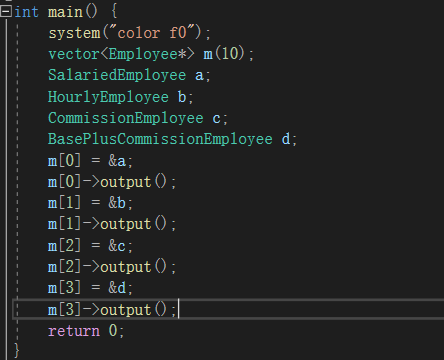 int main() {
system("color f0");
vector<Employee*> m(10);
SalariedEmployee a;
HourlyEmployee b;
CommissionEmployee c;
BasePlusCommissionEmployee d;
m[0] = &a;
m[0]->output();
m[1] = &b;
m[1]->output();
m[2] = &c;
m[2]->output();
m[3] = &d;
m[3]->output();
return 0;
}